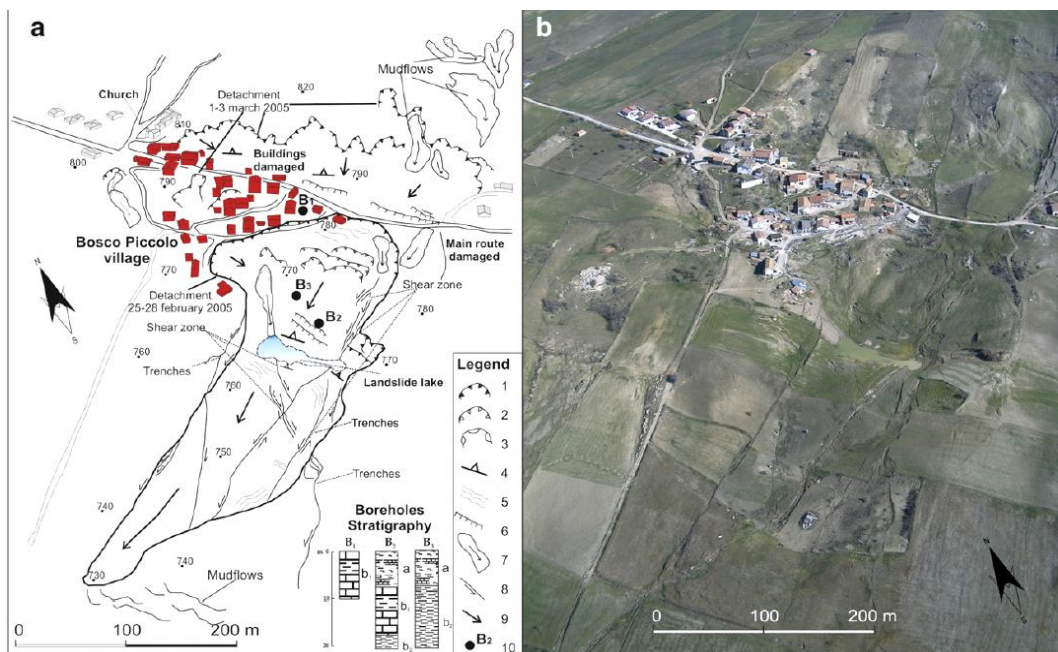 a
b
Mudflows
820
Church
Detachment
1-3 march 2005
810
800
Buildings
damaged
790
790
B1
780
Bosco Piccolo
village
Main route
damaged
770
770
Detachment
25-28 february 2005
B3
Shear zone
780
B2
Shear zone
760
Trenches
770
Landslide lake
760
Legend
1
2
3
4
5
6
7
8
9
B2 10
Trenches
750
Trenches
740
Boreholes
Stratigraphy
B1 B2 B3
m. 0
10
20
b1
a
b1
b2
a
b2
740
730
Mudflows
N
S
0 100 200 m
N
S
0 100 200 m